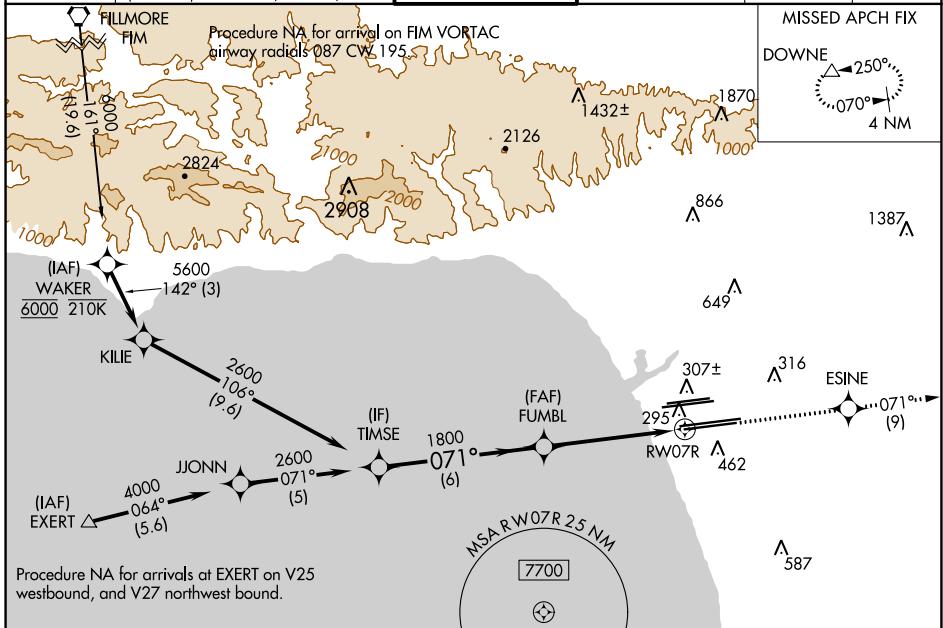 FILLMORE
FIM
Procedure NA for arrival on FIM VORTAC
airway radials 087 CW 195.
MISSED APCH FIX
DOWNE
250°
070°
4 NM
6000
161°
(19.6)
1432±
1870
1000
2126
1000
2824
2908
2000
866
1387
1000
(IAF)
WAKER
6000 210K
5600
142° (3)
649
KILIE
2600
106°
(9.6)
307±
316
ESINE
071°
(9)
295
RW07R
462
(FAF)
FUMBL
(IF)
TIMSE
1800
071°
(6)
JJONN
2600
071°
(5)
(IAF)
EXERT
4000
064°
(5.6)
587
MSA RW07R 25 NM
7700
Procedure NA for arrivals at EXERT on V25
westbound, and V27 northwest bound.